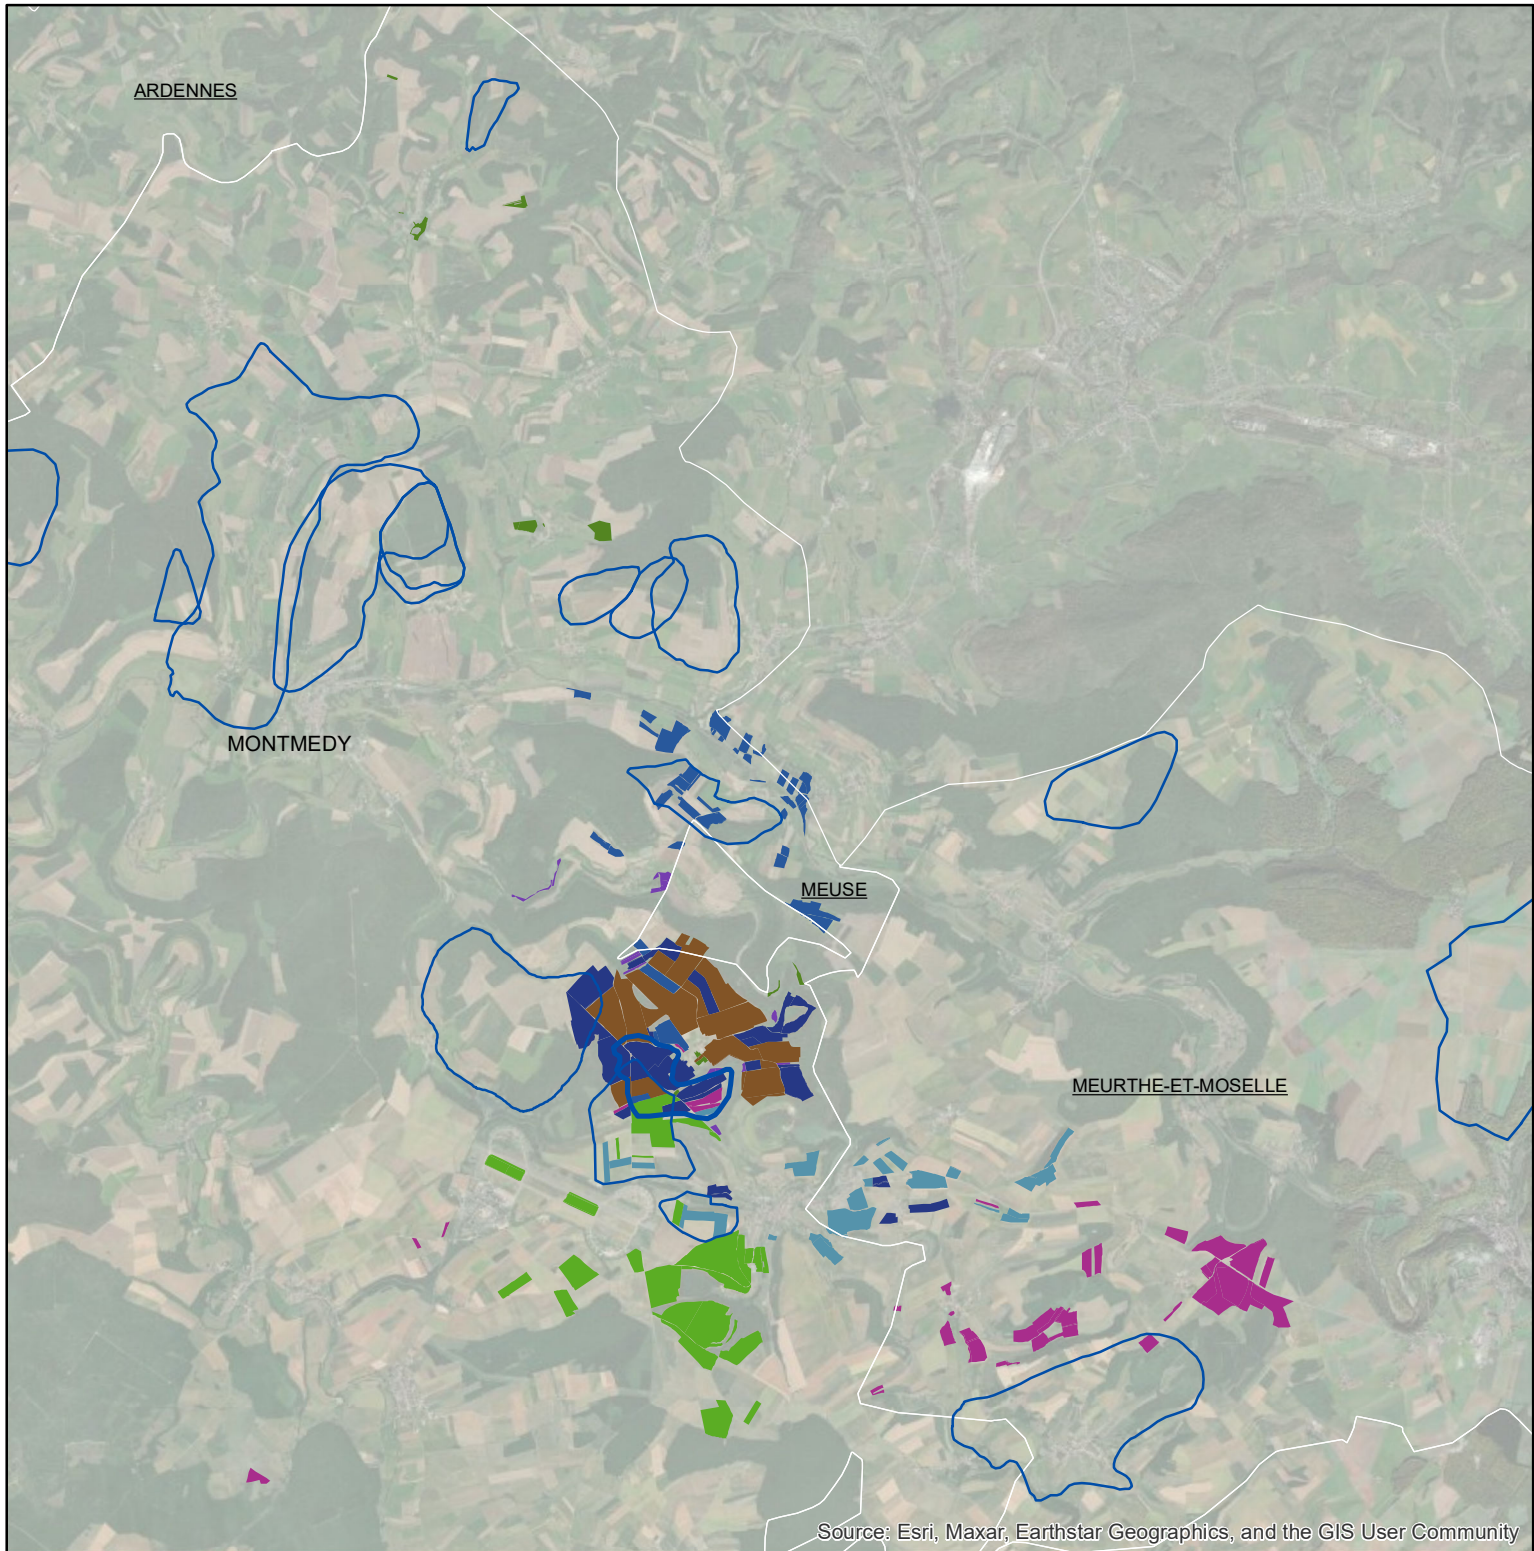 ARDENNES
MONTMEDY
MEUSE
MEURTHE-ET-MOSELLE
Source: Esri, Maxar, Earthstar Geographics, and the GIS User Community